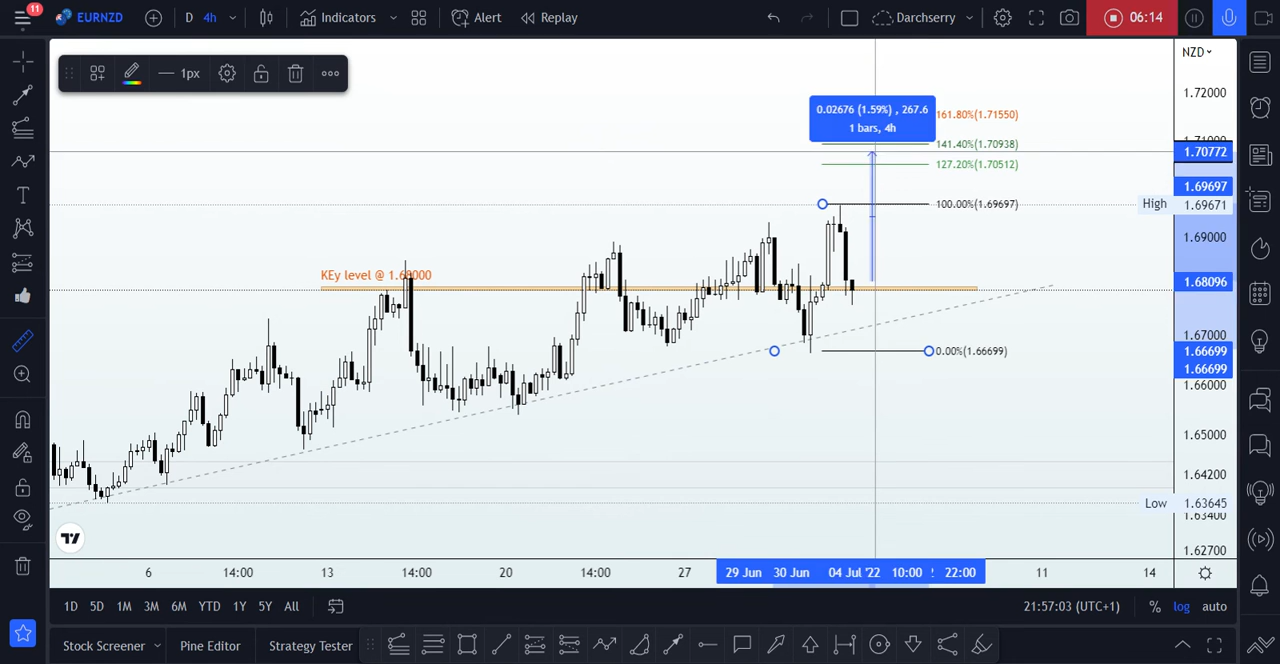 11
EURNZD
D
4h
Indicators
Alert
Replay
Darchserry
06:14
1px
NZD
1.72000
0.02676 (1.59%) , 267.6
1 bars, 4h
161.80%(1.71550)
141.40%(1.70938)
1.71000
1.70772
127.20%(1.70512)
1.69697
100.00%(1.69697)
High
1.69671
1.69000
KEy level @ 1.68000
1.68096
1.67000
0.00%(1.66699)
1.66699
1.66699
1.66000
1.65000
1.64200
Low
1.63645
1.63400
1.62700
6
14:00
13
14:00
20
14:00
27
29 Jun
30 Jun
04 Jul '22
10:00
22:00
11
14
1D
5D
1M
3M
6M
YTD
1Y
5Y
All
21:57:03 (UTC+1)
%
log
auto
Stock Screener
Pine Editor
Strategy Tester